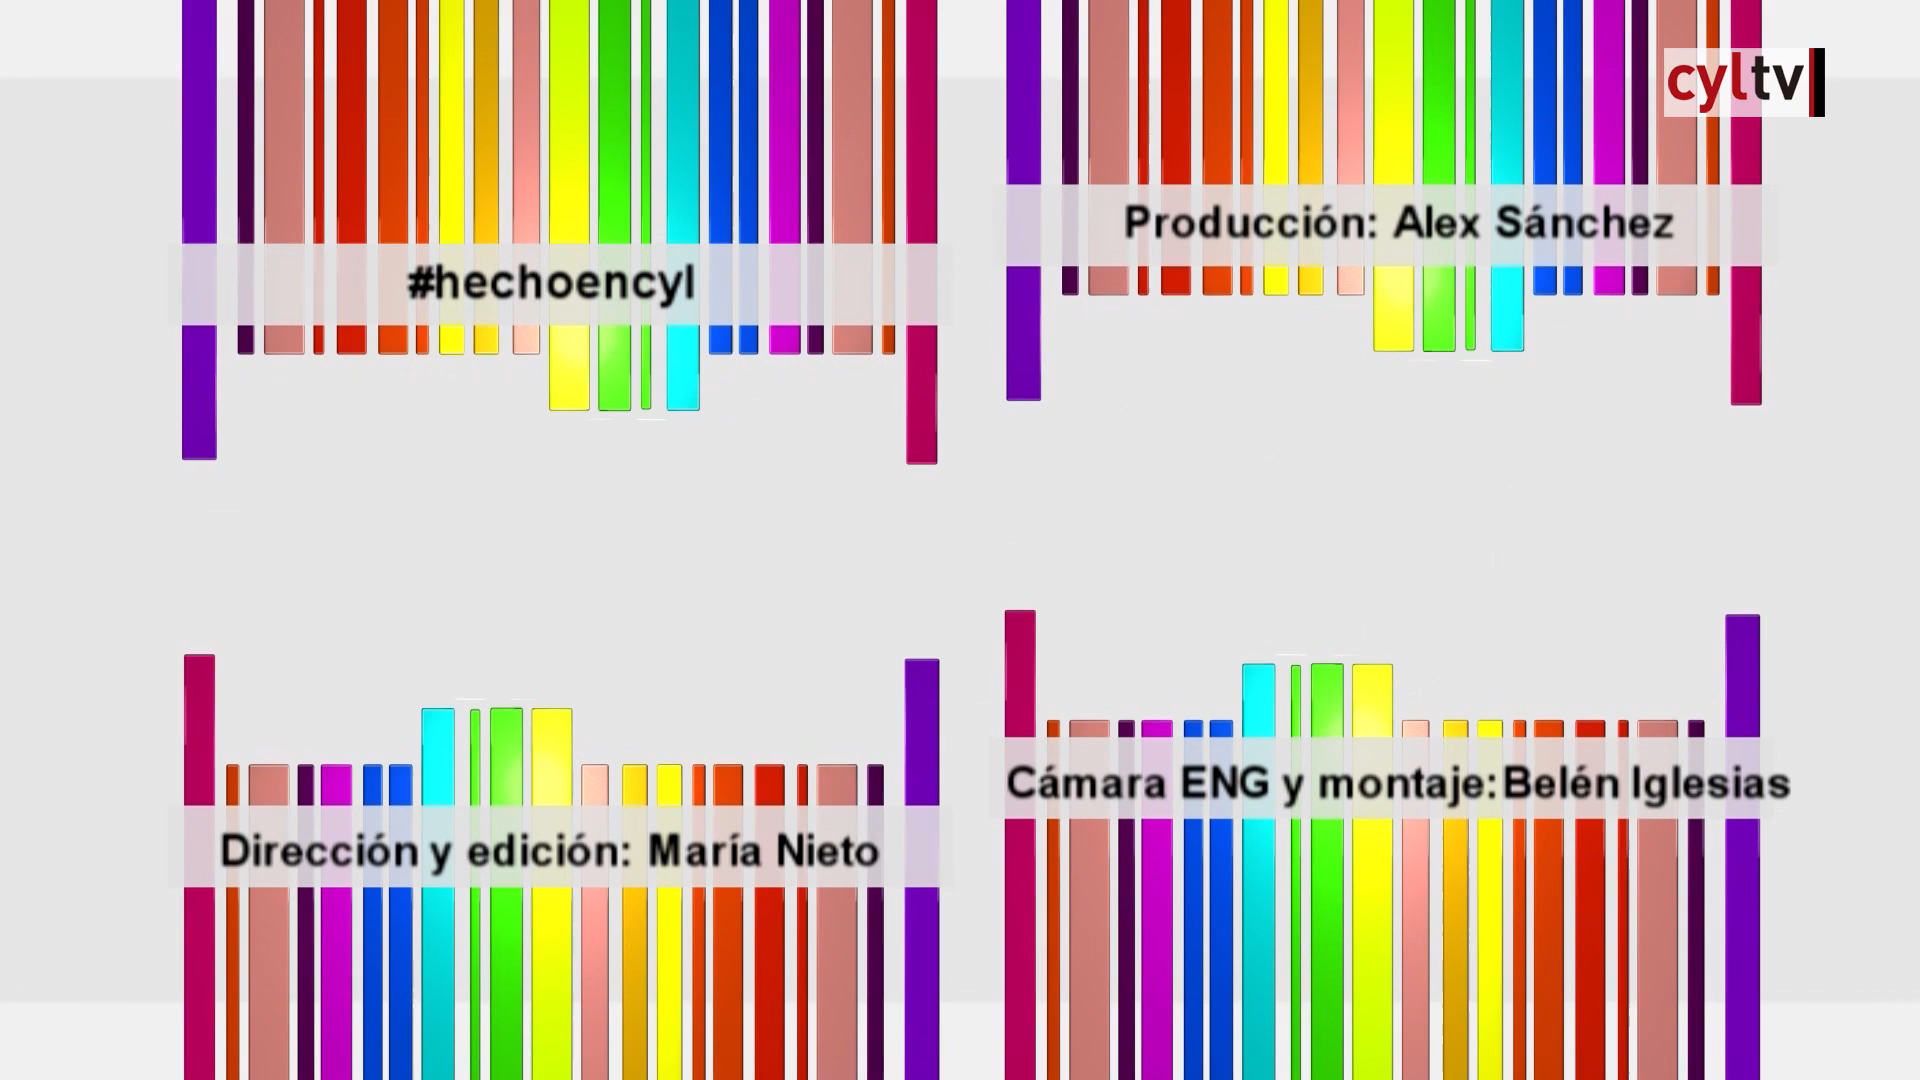 cyltv
#hechoencyl
Producción: Alex Sánchez
Dirección y edición: María Nieto
Cámara ENG y montaje: Belén Iglesias